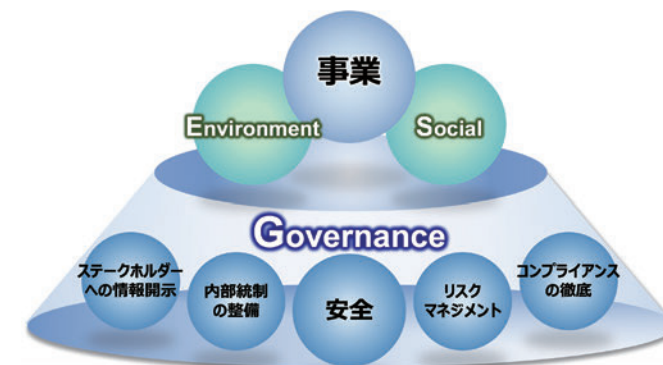 事業
Environment
Social
Governance
ステークホルダー
への情報開示
内部統制
の整備
安全
リスク
マネジメント
コンプライアンス
の徹底